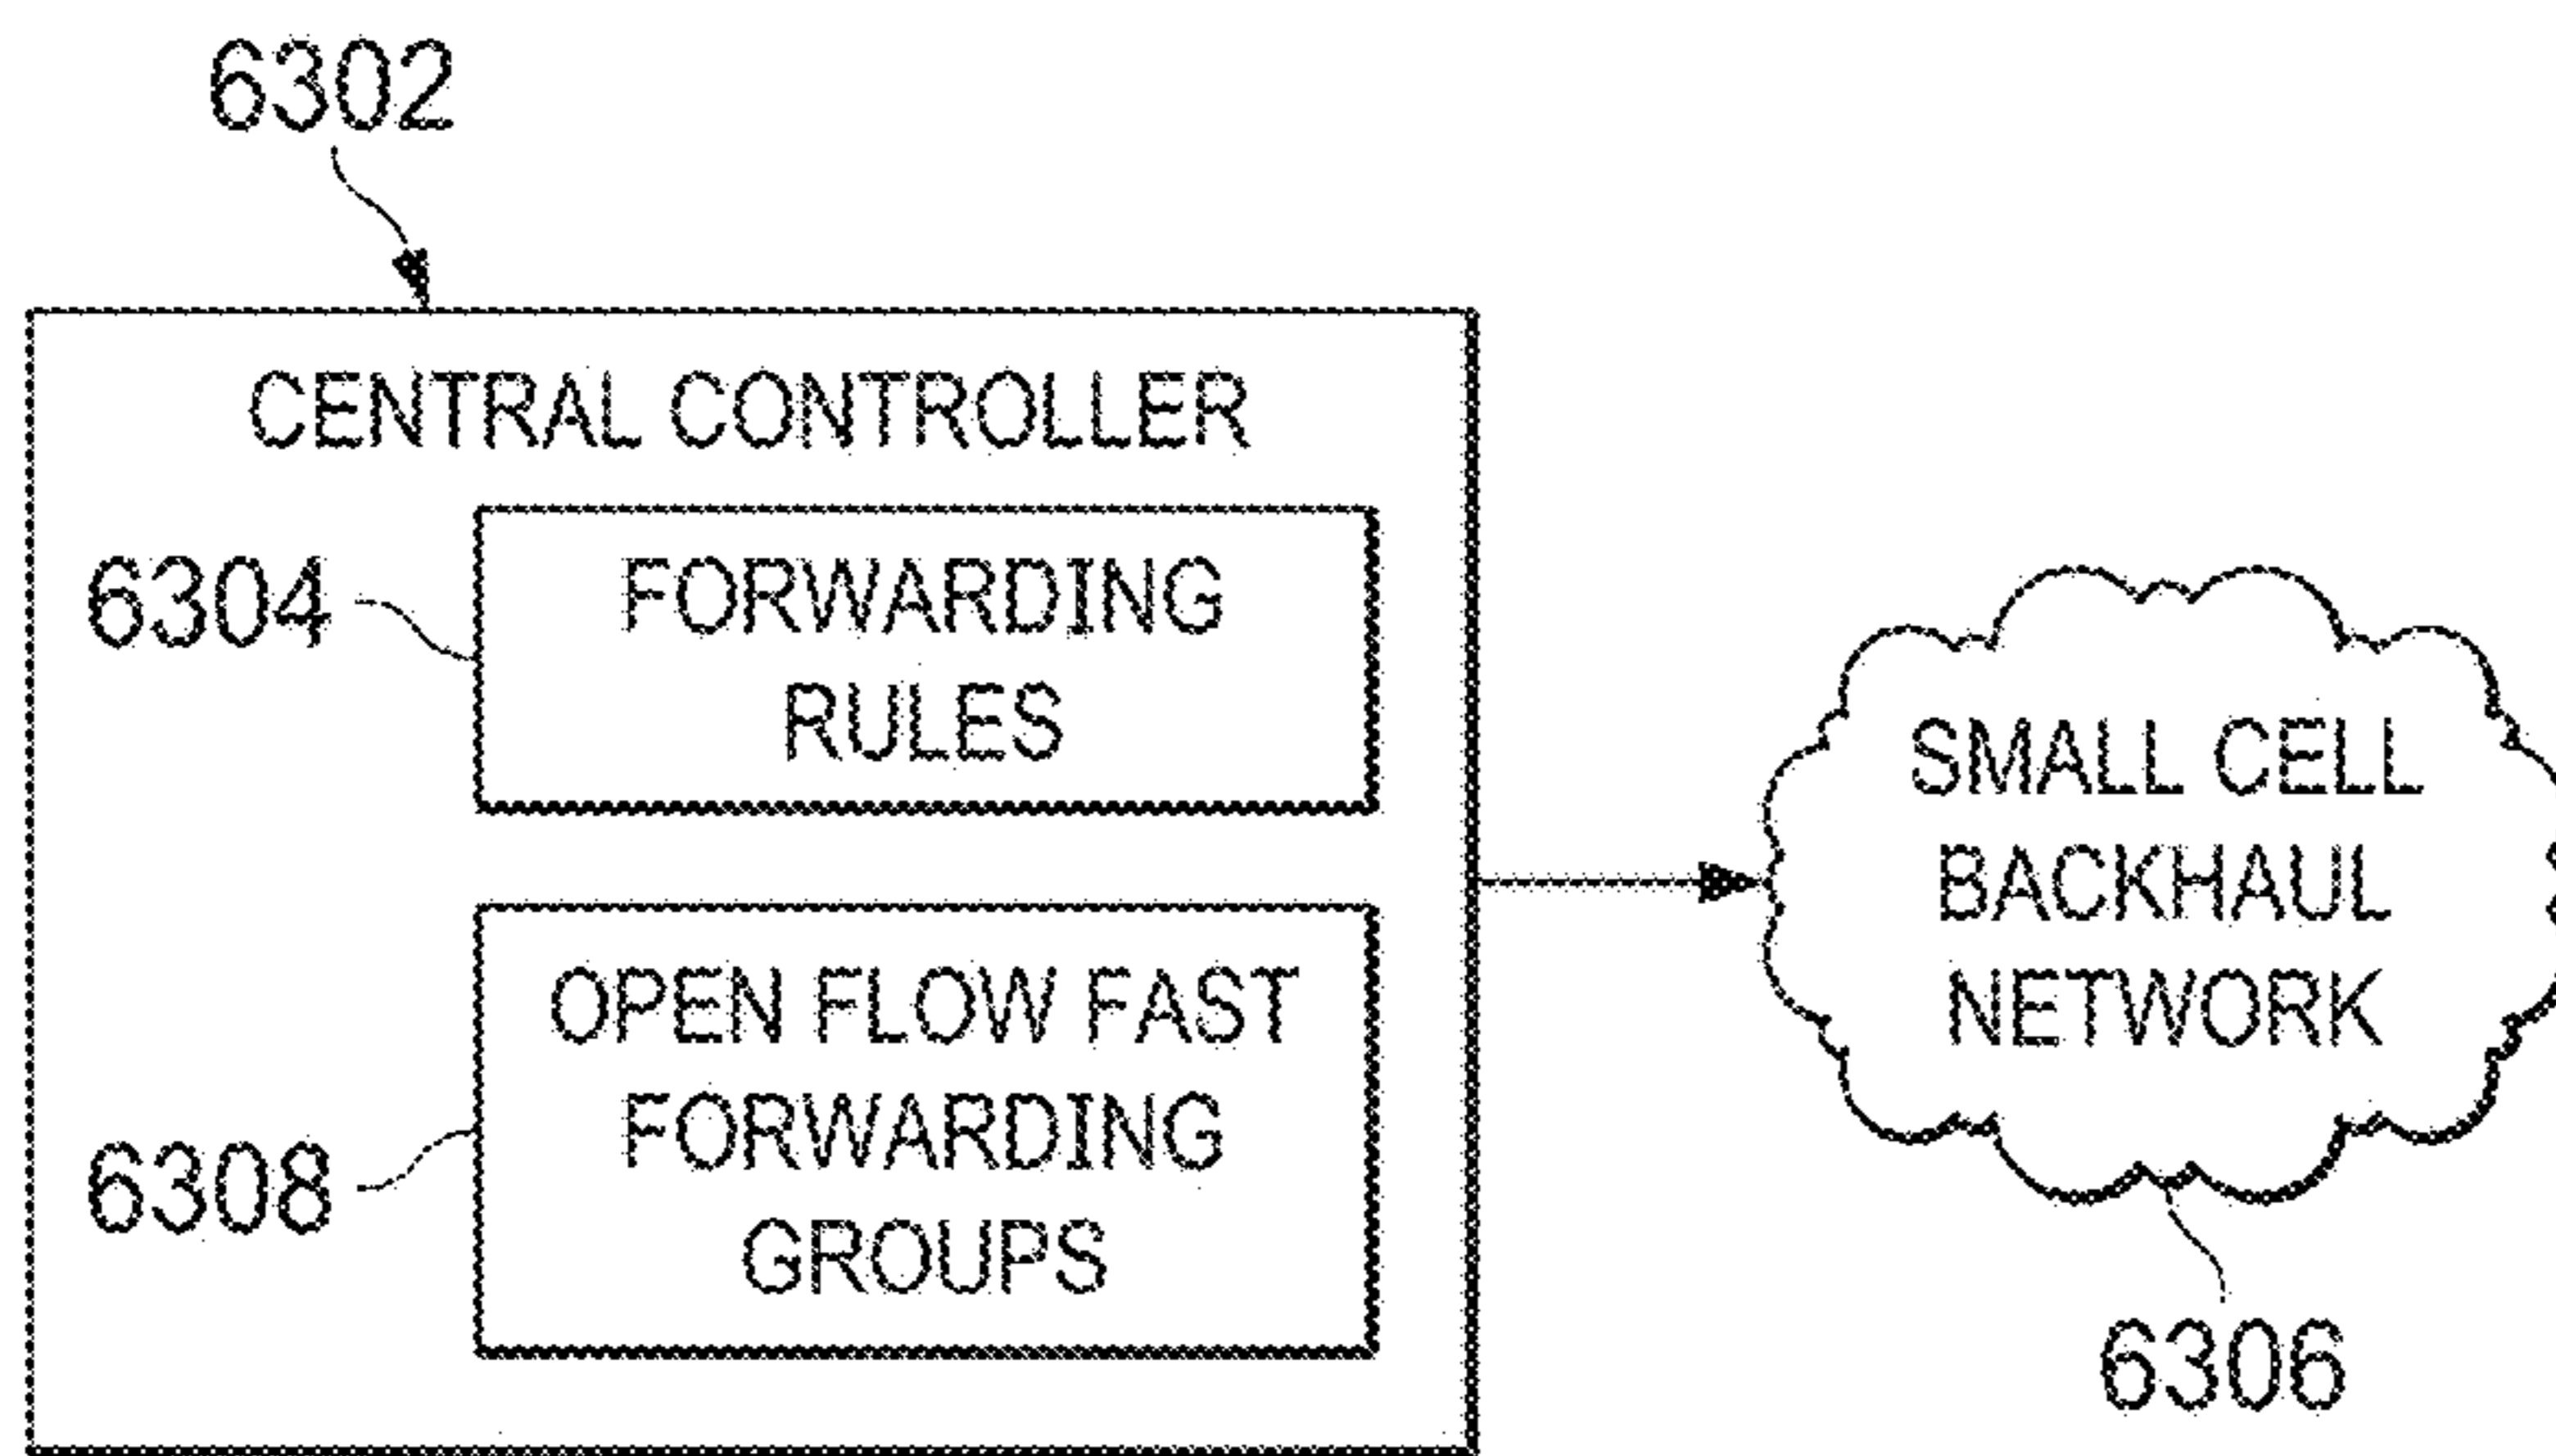 6302
CENTRAL CONTROLLER
6304
FORWARDING
RULES
6308
OPEN FLOW FAST
FORWARDING
GROUPS
SMALL CELL
BACKHAUL
NETWORK
6306